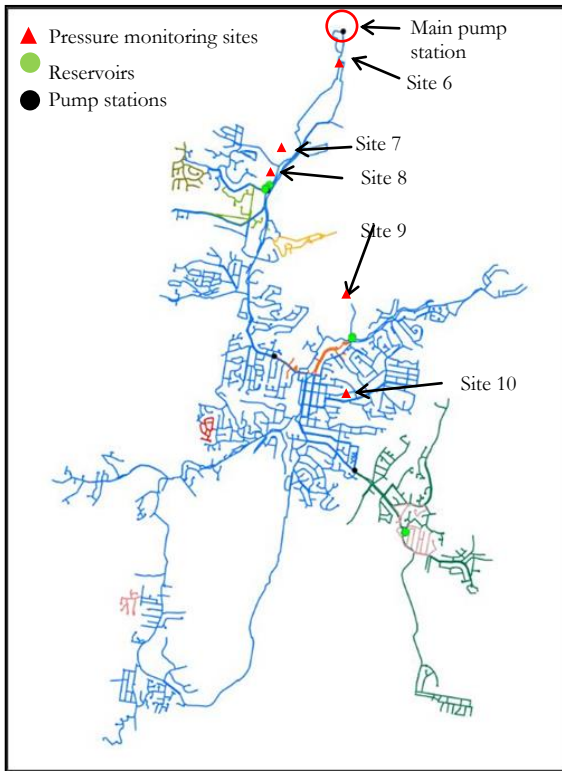 Pressure monitoring sites
Reservoirs
Pump stations
Main pump
station
Site 6
Site 7
Site 8
Site 9
Site 10